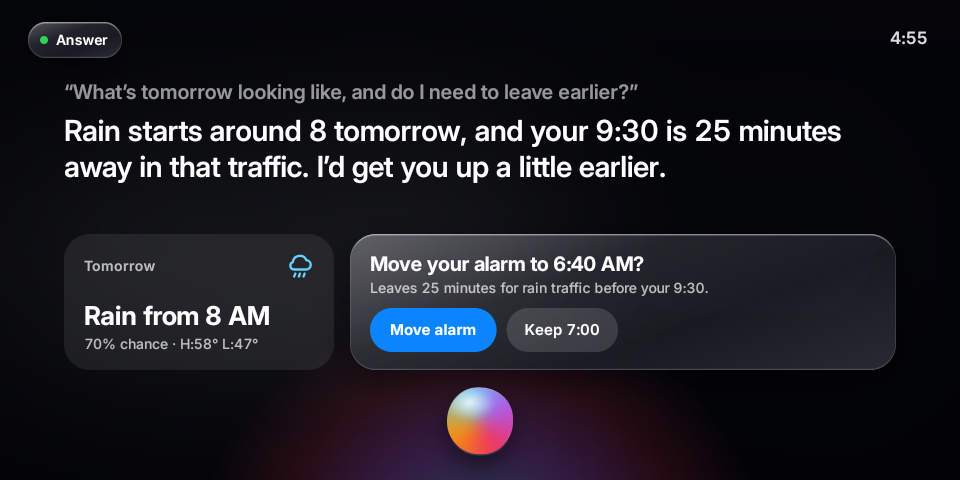 Answer
4:55
“What’s tomorrow looking like, and do I need to leave earlier?”
Rain starts around 8 tomorrow, and your 9:30 is 25 minutes
away in that traffic. I’d get you up a little earlier.
Tomorrow
Rain from 8 AM
70% chance · H:58° L:47°
Move your alarm to 6:40 AM?
Leaves 25 minutes for rain traffic before your 9:30.
Move alarm
Keep 7:00